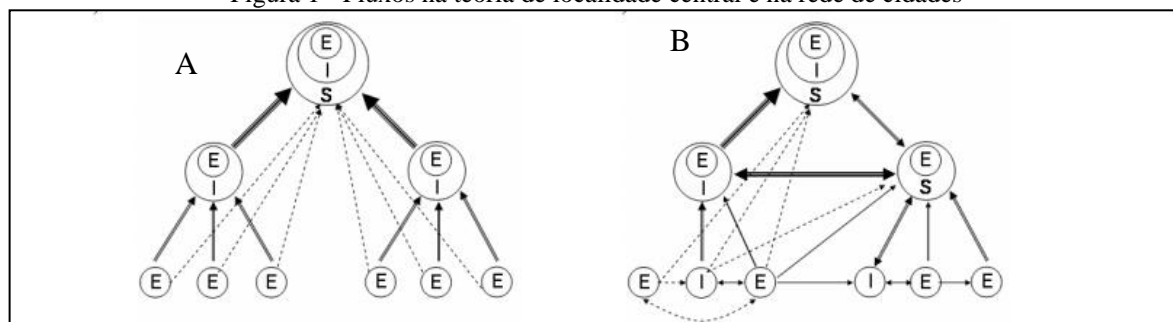 Figura 1 - Fluxos na teoria de localidade central e na rede de cidades
A
E
I
S
E
I
E
I
E
E
E
E
E
E
B
E
I
S
E
I
E
S
E
I
E
I
E
E